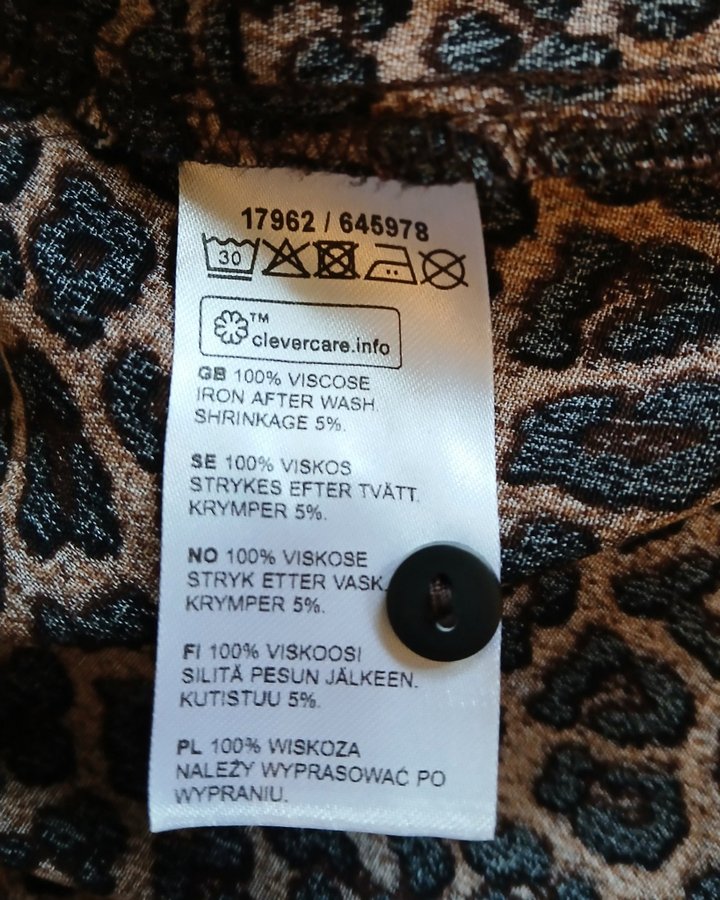 17962 / 645978
30
TM
clevercare.info
GB 100% VISCOSE
IRON AFTER WASH.
SHRINKAGE 5%.
SE 100% VISKOS
STRYKES EFTER TVÄTT.
KRYMPER 5%.
NO 100% VISKOSE
STRYK ETTER VASK.
KRYMPER 5%.
FI 100% VISKOOSI
SILITÄ PESUN JÄLKEEN.
KUTISTUU 5%.
PL 100% WISKOZA
NALEŻY WYPRASOWAĆ PO
WYPRANIU.